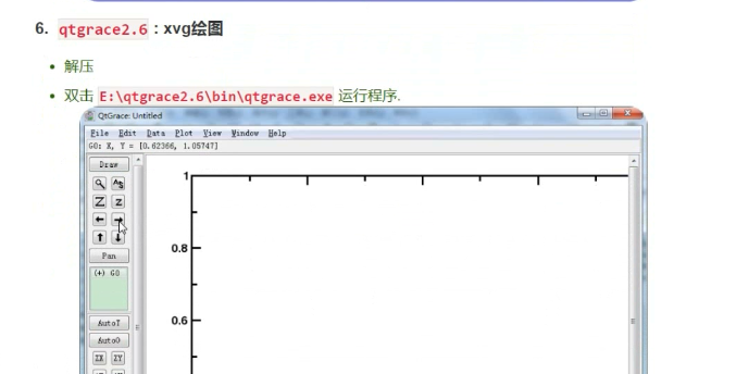 6. qtgrace2.6 : xvg绘图
• 解压
• 双击 E:\qtgrace2.6\bin\qtgrace.exe 运行程序.
QtGrace: Untitled
File Edit Data Plot View Window Help
G0: X, Y = [0.62366, 1.05747]
Draw
AS
Z z
Pan
(+) G0
AutoT
AutoO
ZX ZY
1
0.8
0.6